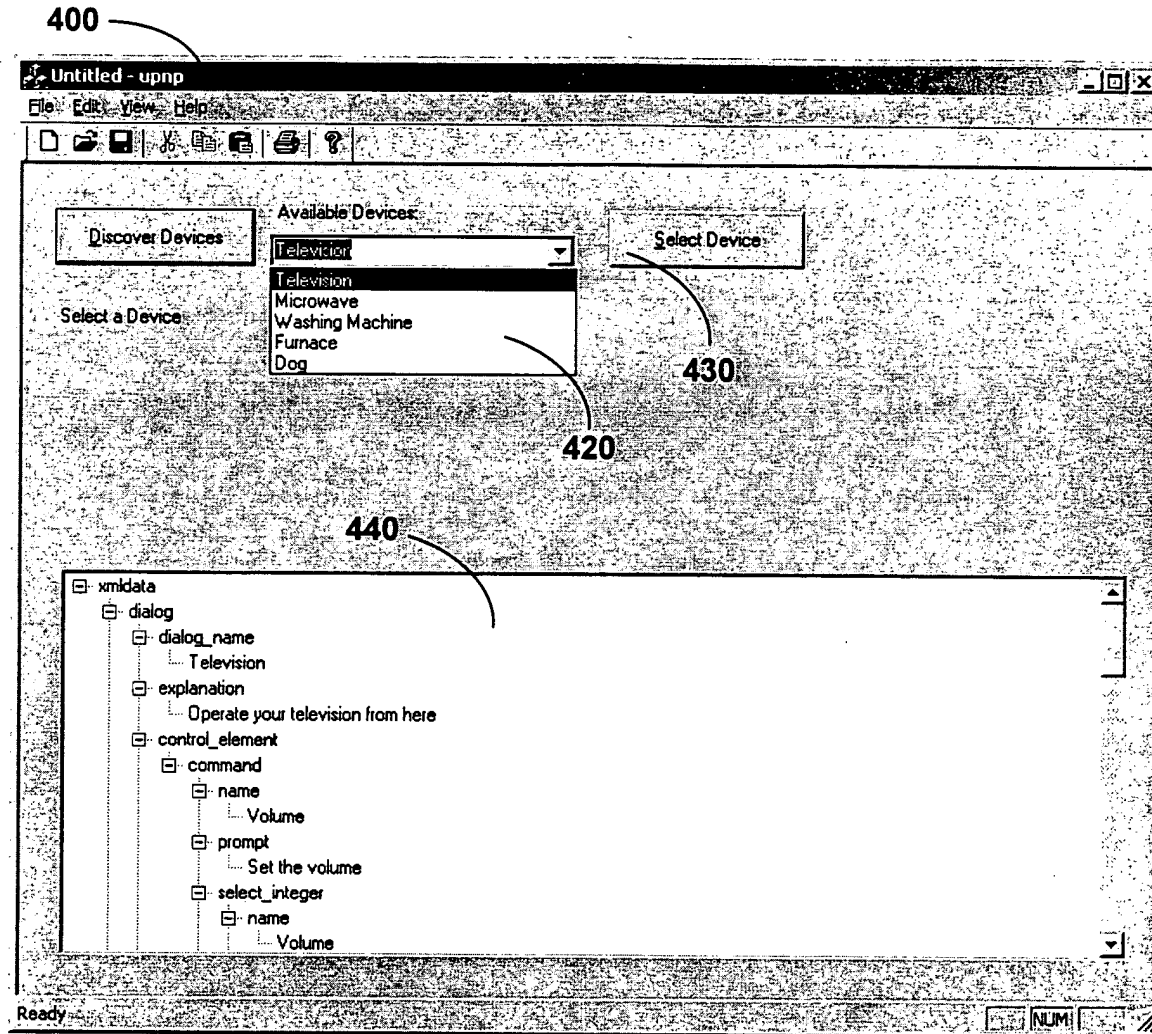 400
Untitled - upnp
File Edit View Help
Discover Devices
Available Devices:
Television
Select Device
Television
Microwave
Washing Machine
Furnace
Dog
Select a Device
430
420
440
xmldata
dialog
dialog_name
Television
explanation
Operate your television from here
control_element
command
name
Volume
prompt
Set the volume
select_integer
name
Volume
Ready
NUM